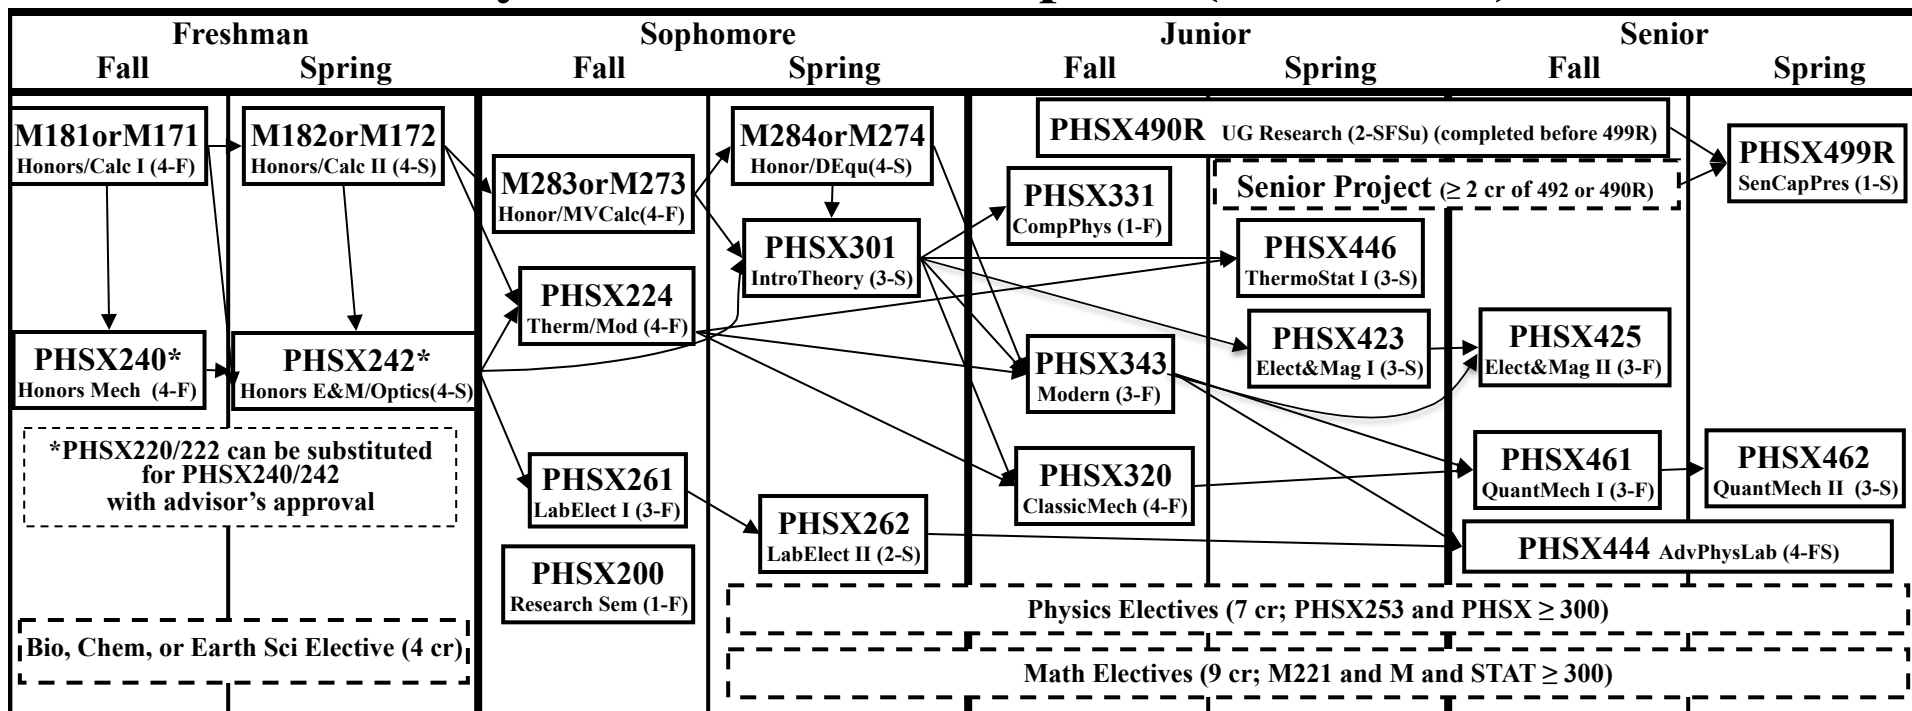 Freshman
Sophomore
Junior
Senior
Fall
Spring
Fall
Spring
Fall
Spring
Fall
Spring
M181orM171
Honors/Calc I (4-F)
M182orM172
Honors/Calc II (4-S)
M283orM273
Honor/MVCalc(4-F)
M284orM274
Honor/DEqu(4-S)
PHSX490R UG Research (2-SFSu) (completed before 499R)
PHSX499R
SenCapPres (1-S)
Senior Project (≥ 2 cr of 492 or 490R)
PHSX331
CompPhys (1-F)
PHSX301
IntroTheory (3-S)
PHSX446
ThermoStat I (3-S)
PHSX224
Therm/Mod (4-F)
PHSX240*
Honors Mech (4-F)
PHSX242*
Honors E&M/Optics(4-S)
PHSX343
Modern (3-F)
PHSX423
Elect&Mag I (3-S)
PHSX425
Elect&Mag II (3-F)
*PHSX220/222 can be substituted
for PHSX240/242
with advisor's approval
PHSX261
LabElect I (3-F)
PHSX262
LabElect II (2-S)
PHSX320
ClassicMech (4-F)
PHSX461
QuantMech I (3-F)
PHSX462
QuantMech II (3-S)
PHSX444 AdvPhysLab (4-FS)
PHSX200
Research Sem (1-F)
Physics Electives (7 cr; PHSX253 and PHSX ≥ 300)
Bio, Chem, or Earth Sci Elective (4 cr)
Math Electives (9 cr; M221 and M and STAT ≥ 300)